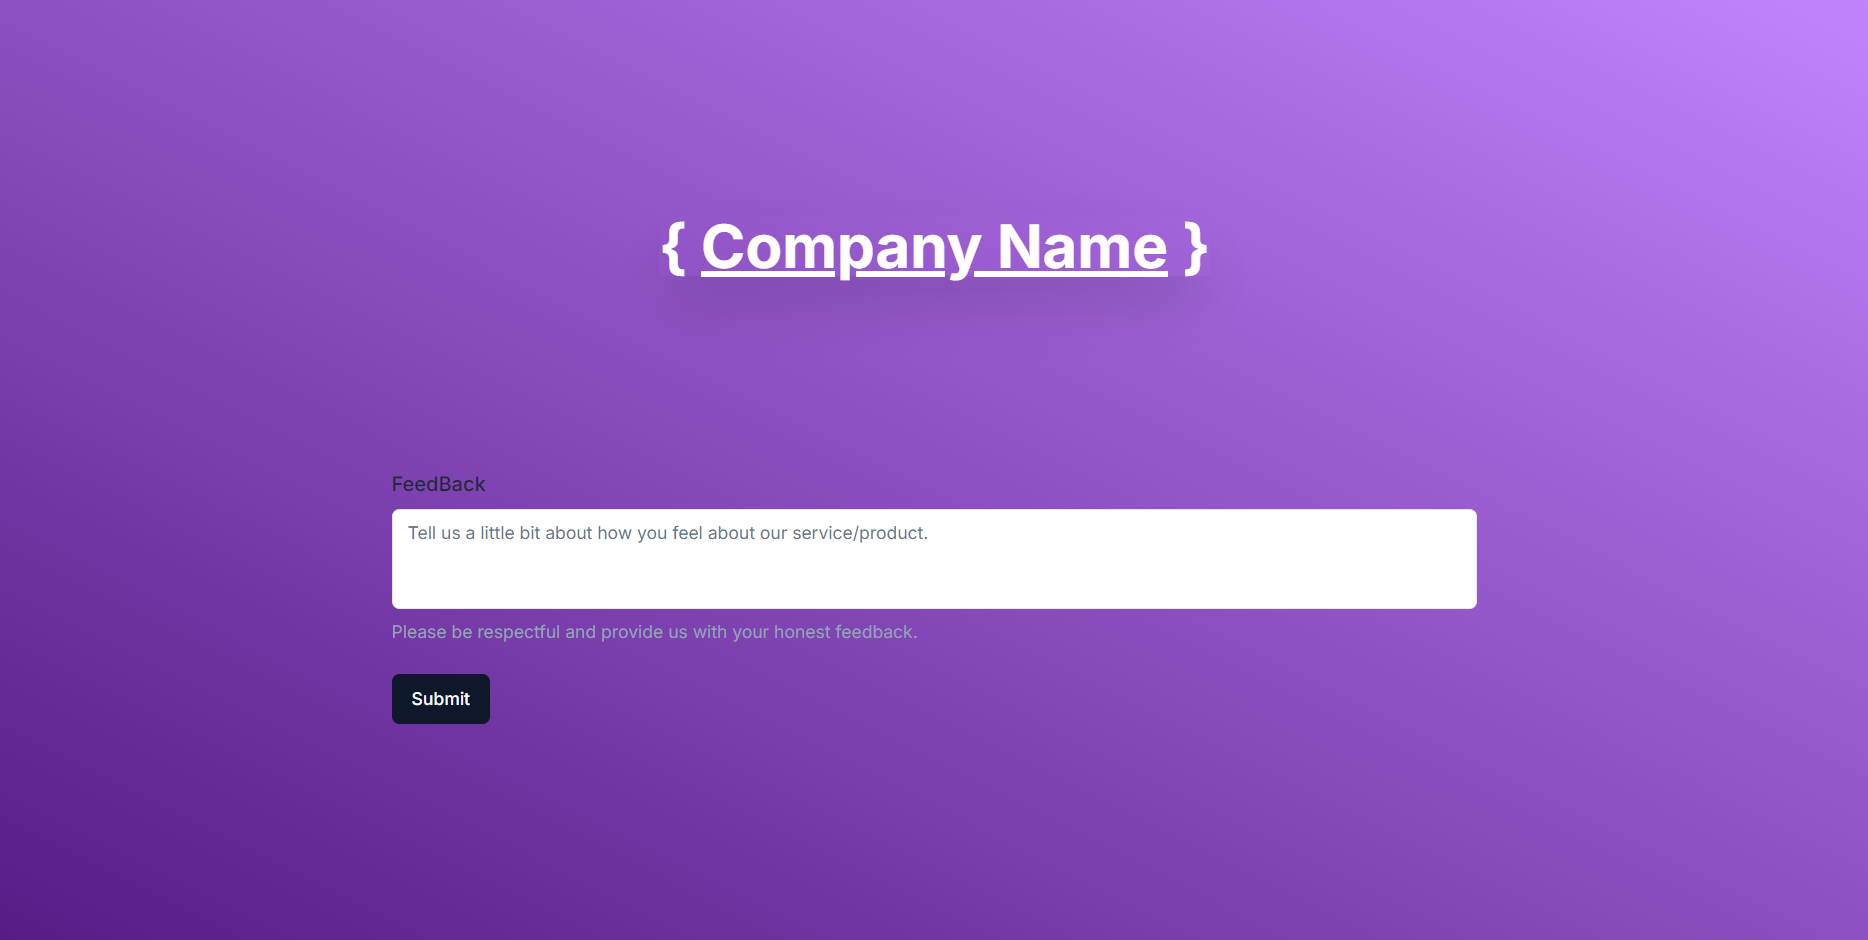 { Company Name }
FeedBack
Tell us a little bit about how you feel about our service/product.
Please be respectful and provide us with your honest feedback.
Submit